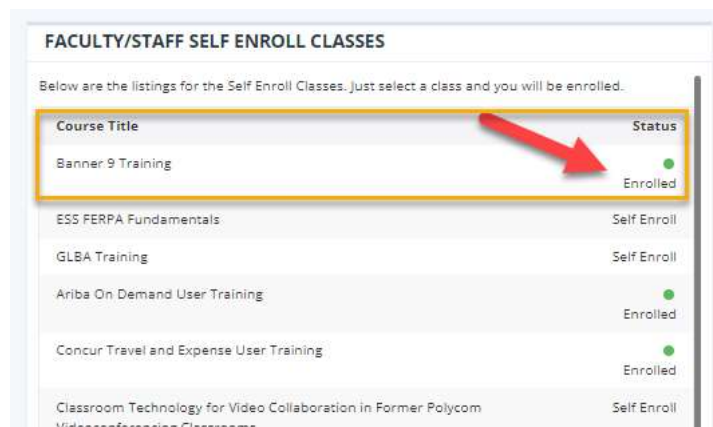 FACULTY/STAFF SELF ENROLL CLASSES
Below are the listings for the Self Enroll Classes. Just select a class and you will be enrolled.
Course Title Status
Banner 9 Training
Enrolled
ESS FERPA Fundamentals Self Enroll
GLBA Training Self Enroll
Ariba On Demand User Training
Enrolled
Concur Travel and Expense User Training
Enrolled
Classroom Technology for Video Collaboration in Former Polycom Self Enroll
Videoconferencing Classrooms